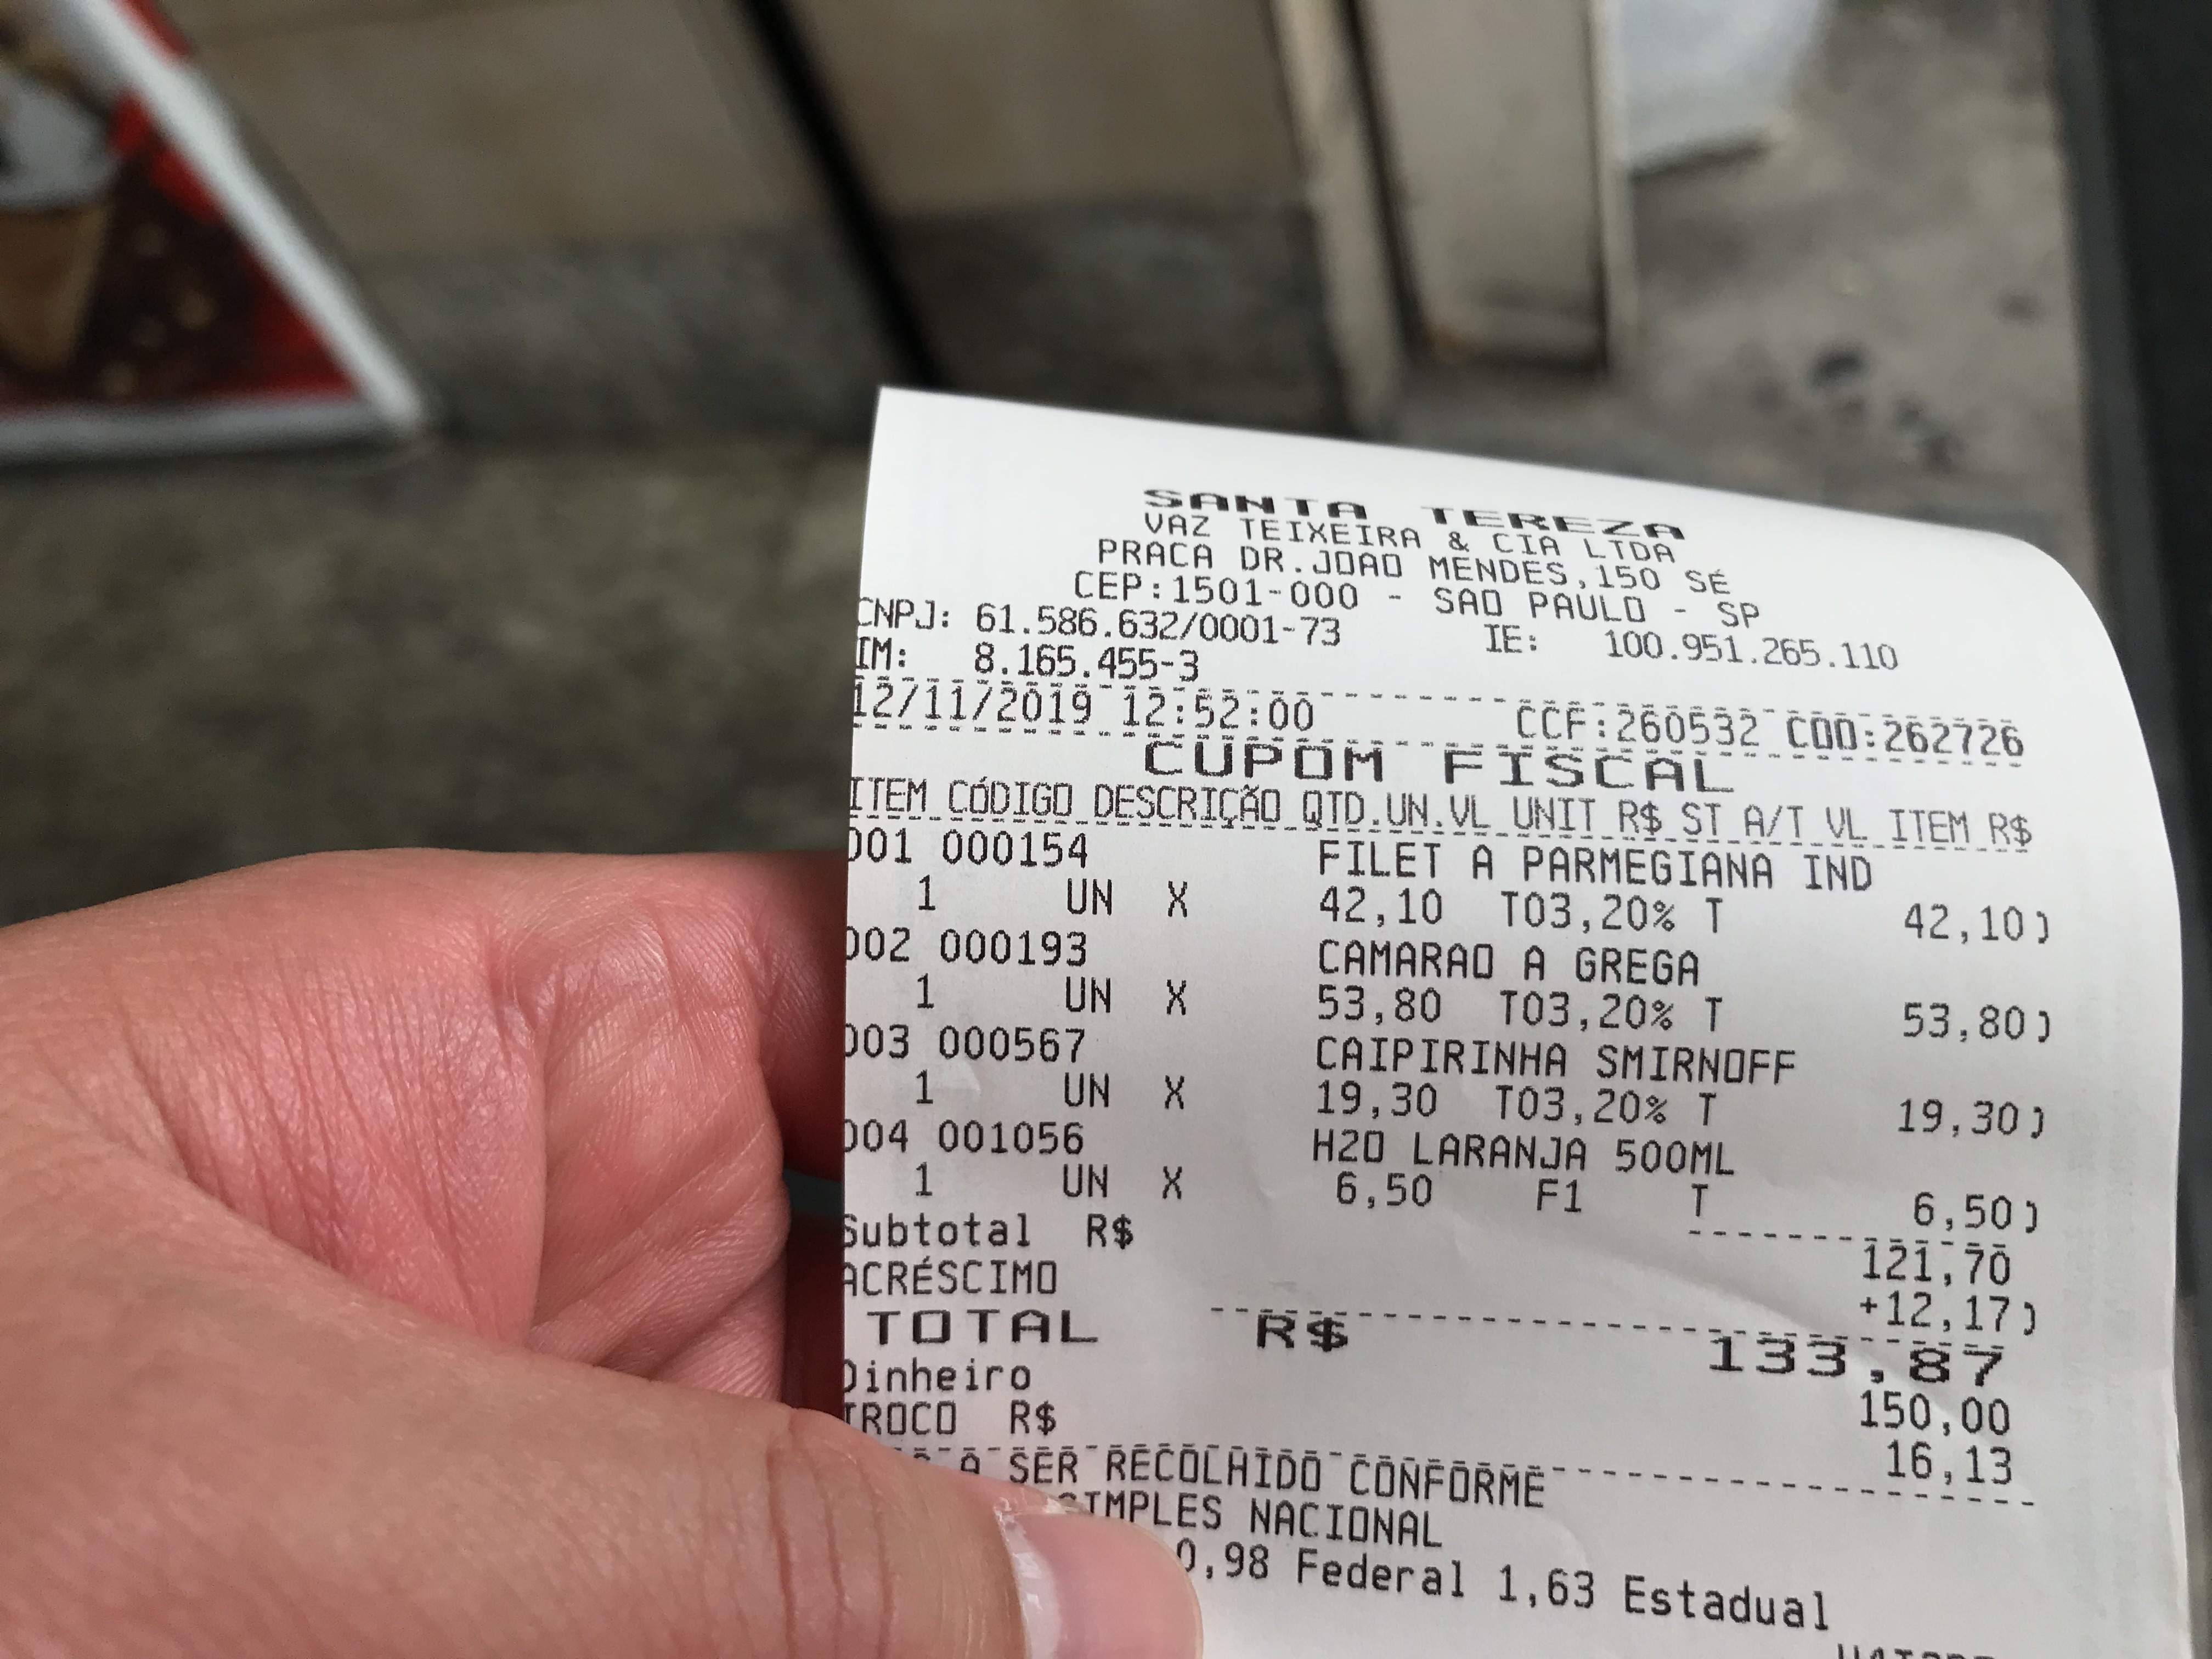 SANTA TEREZA
VAZ TEIXEIRA & CIA LTDA
PRACA DR.JOAO MENDES,150 SÉ
CEP:1501-000 - SAO PAULO - SP
CNPJ: 61.586.632/0001-73 IE: 100.951.265.110
IM: 8.165.455-3
12/11/2019 12:52:00 CCF:260532 COO:262726
CUPOM FISCAL
ITEM CÓDIGO DESCRIÇÃO QTD.UN.VL UNIT R$ ST A/T VL ITEM R$
001 000154 FILET A PARMEGIANA IND
1 UN X 42,10 T03,20% T 42,10)
002 000193 CAMARAO A GREGA
1 UN X 53,80 T03,20% T 53,80)
003 000567 CAIPIRINHA SMIRNOFF
1 UN X 19,30 T03,20% T 19,30)
004 001056 H2O LARANJA 500ML
1 UN X 6,50 F1 T 6,50)
Subtotal R$ 121,70
ACRÉSCIMO +12,17)
TOTAL R$ 133,87
Dinheiro 150,00
TROCO R$ 16,13
A SER RECOLHIDO CONFORME
SIMPLES NACIONAL
0,98 Federal 1,63 Estadual